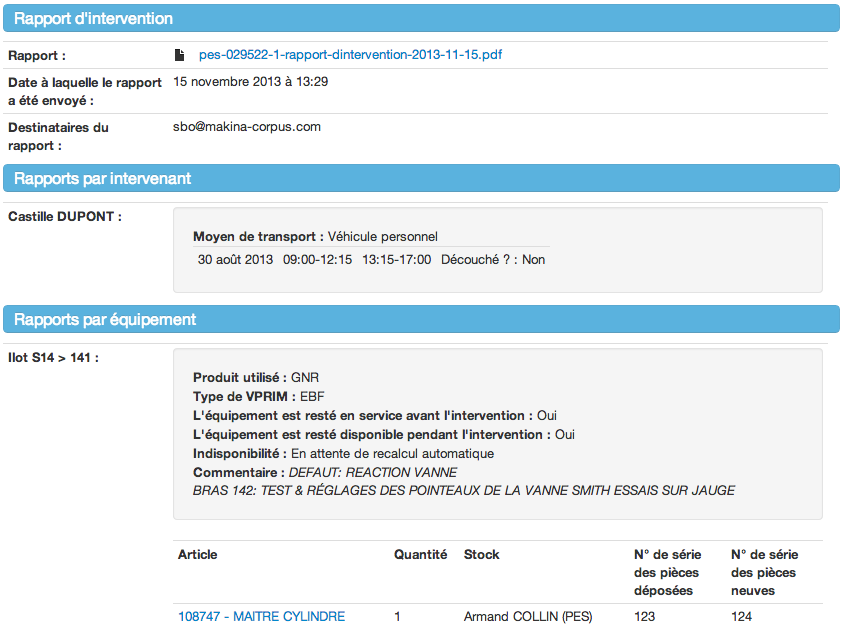 Rapport d'intervention
Rapport : pes-029522-1-rapport-dintervention-2013-11-15.pdf
Date à laquelle le rapport a été envoyé : 15 novembre 2013 à 13:29
Destinataires du rapport : sbo@makina-corpus.com
Rapports par intervenant
Castille DUPONT :
Moyen de transport : Véhicule personnel
30 août 2013 09:00-12:15 13:15-17:00 Découché ? : Non
Rapports par équipement
Ilot S14 > 141 :
Produit utilisé : GNR
Type de VPRIM : EBF
L'équipement est resté en service avant l'intervention : Oui
L'équipement est resté disponible pendant l'intervention : Oui
Indisponibilité : En attente de recalcul automatique
Commentaire : DEFAUT: REACTION VANNE
BRAS 142: TEST & RÉGLAGES DES POINTEAUX DE LA VANNE SMITH ESSAIS SUR JAUGE
Article Quantité Stock N° de série des pièces déposées N° de série des pièces neuves
108747 - MAITRE CYLINDRE 1 Armand COLLIN (PES) 123 124